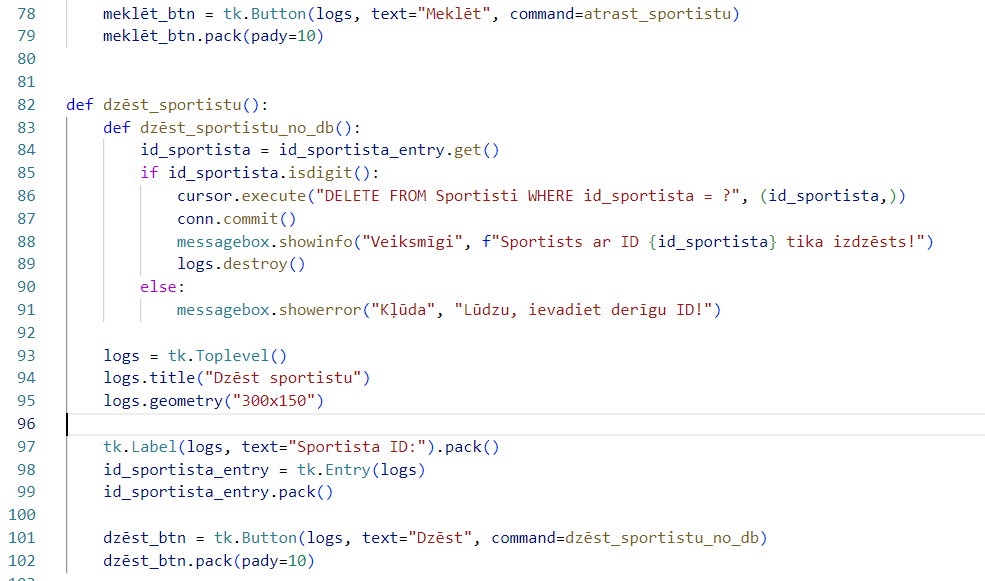 78 meklēt_btn = tk.Button(logs, text="Meklēt", command=atrast_sportistu)
79 meklēt_btn.pack(pady=10)
80
81
82 def dzēst_sportistu():
83 def dzēst_sportistu_no_db():
84 id_sportista = id_sportista_entry.get()
85 if id_sportista.isdigit():
86 cursor.execute("DELETE FROM Sportisti WHERE id_sportista = ?", (id_sportista,))
87 conn.commit()
88 messagebox.showinfo("Veiksmīgi", f"Sportists ar ID {id_sportista} tika izdzēsts!")
89 logs.destroy()
90 else:
91 messagebox.showerror("Kļūda", "Lūdzu, ievadiet derīgu ID!")
92
93 logs = tk.Toplevel()
94 logs.title("Dzēst sportistu")
95 logs.geometry("300x150")
96
97 tk.Label(logs, text="Sportista ID:").pack()
98 id_sportista_entry = tk.Entry(logs)
99 id_sportista_entry.pack()
100
101 dzēst_btn = tk.Button(logs, text="Dzēst", command=dzēst_sportistu_no_db)
102 dzēst_btn.pack(pady=10)